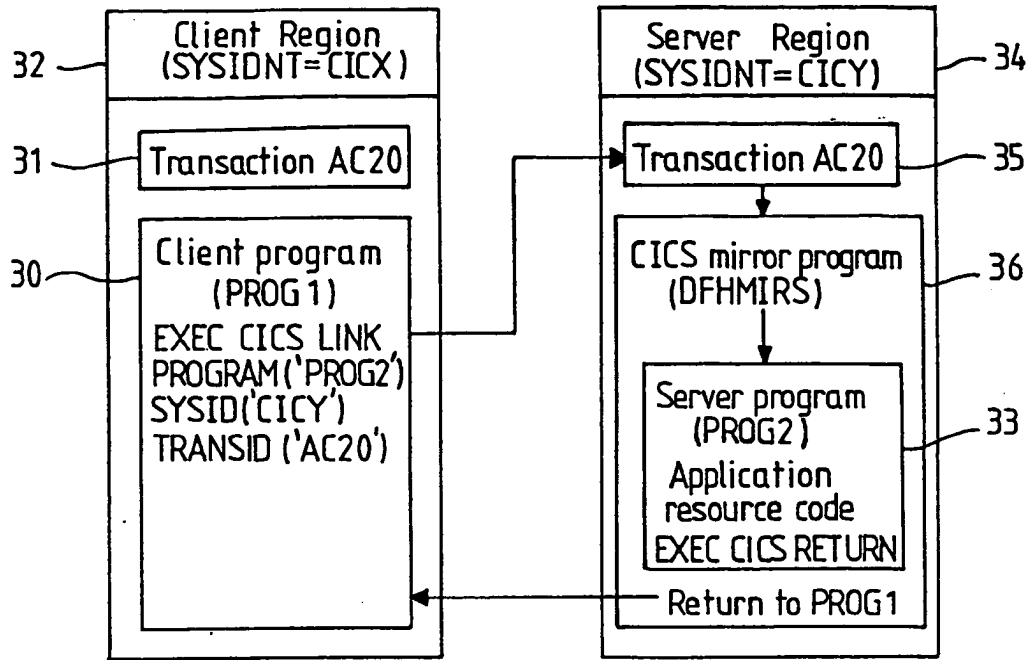 Client Region
(SYSIDNT=CICX)
32
31
Transaction AC20
30
Client program
(PROG1)
EXEC CICS LINK
PROGRAM('PROG2')
SYSID('CICY')
TRANSID ('AC20')
Server Region
(SYSIDNT=CICY)
34
Transaction AC20
35
CICS mirror program
(DFHMIRS)
36
Server program
(PROG2)
33
Application
resource code
EXEC CICS RETURN
Return to PROG1